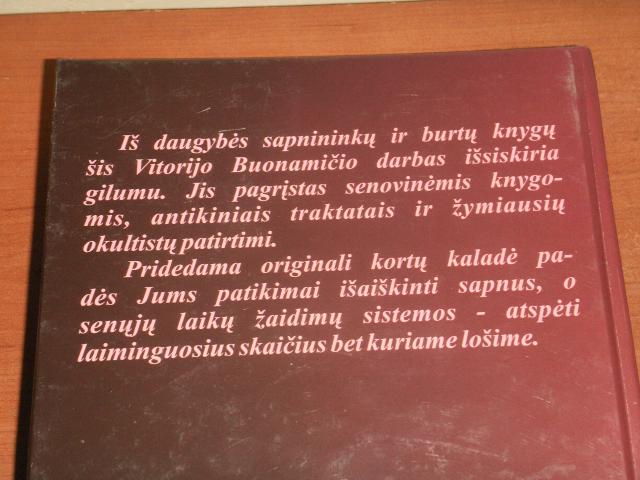 Iš daugybės sapnininkų ir burtų knygų
šis Vitorijo Buonamičio darbas išsiskiria
gilumu. Jis pagrįstas senovinėmis knygo-
mis, antikiniais traktatais ir žymiausių
okultistų patirtimi.
Pridedama originali kortų kaladė pa-
dės Jums patikimai išaiškinti sapnus, o
senųjų laikų žaidimų sistemos - atspėti
laiminguosius skaičius bet kuriame lošime.